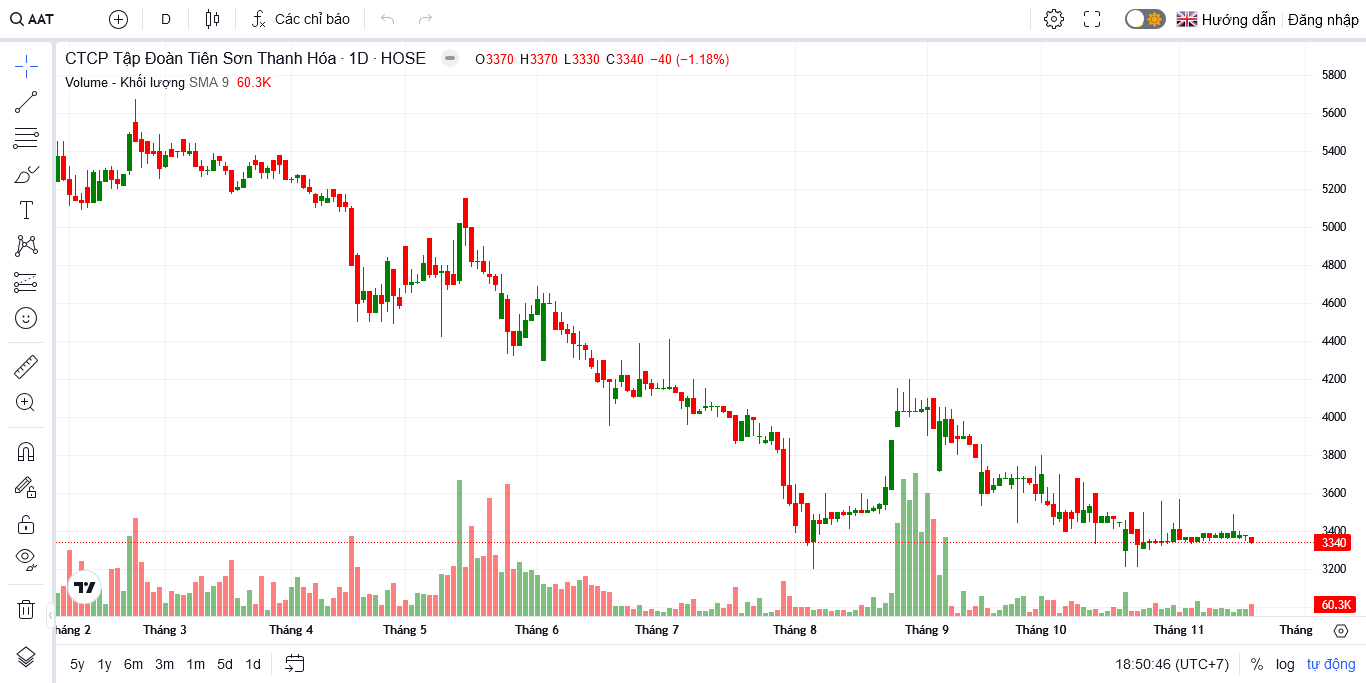 AAT D Các chỉ báo Hướng dẫn Đăng nhập
CTCP Tập Đoàn Tiên Sơn Thanh Hóa · 1D · HOSE O3370 H3370 L3330 C3340 −40 (−1.18%)
Volume - Khối lượng SMA 9 60.3K
5800
5600
5400
5200
5000
4800
4600
4400
4200
4000
3800
3600
3400
3340
3200
60.3K
háng 2 Tháng 3 Tháng 4 Tháng 5 Tháng 6 Tháng 7 Tháng 8 Tháng 9 Tháng 10 Tháng 11 Tháng
5y 1y 6m 3m 1m 5d 1d 18:50:46 (UTC+7) % log tự động